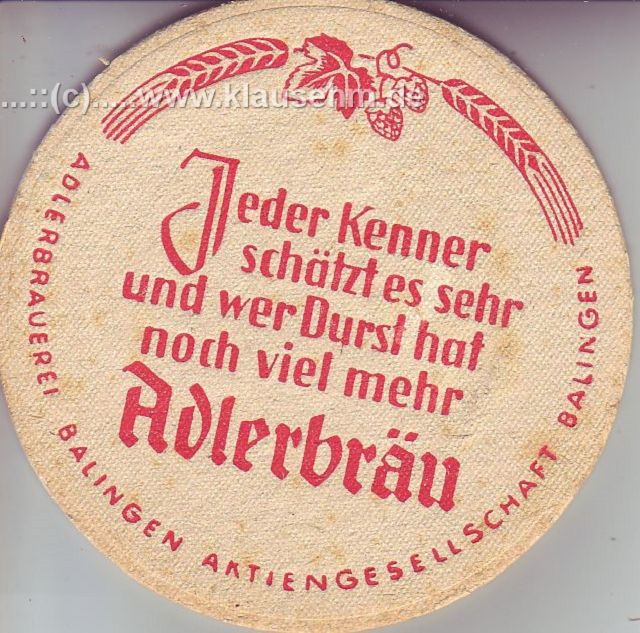 ...::(c).....www.klausehm.de
Jeder Kenner
schätzt es sehr
und wer Durst hat
noch viel mehr
Adlerbräu
ADLERBRAUEREI BALINGEN AKTIENGESELLSCHAFT BALINGEN